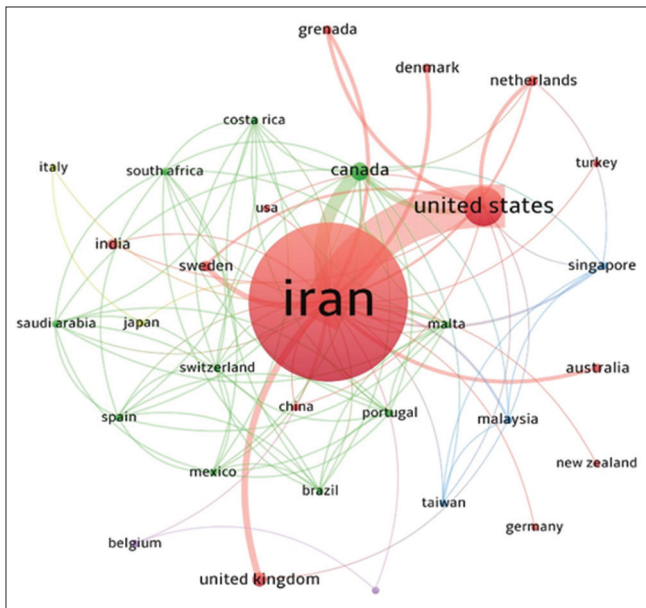 grenada
denmark
netherlands
costa rica
italy
south africa
canada
turkey
usa
united states
india
sweden
singapore
iran
saudi arabia
japan
malta
switzerland
australia
china
portugal
spain
malaysia
mexico
new zealand
brazil
taiwan
germany
belgium
united kingdom